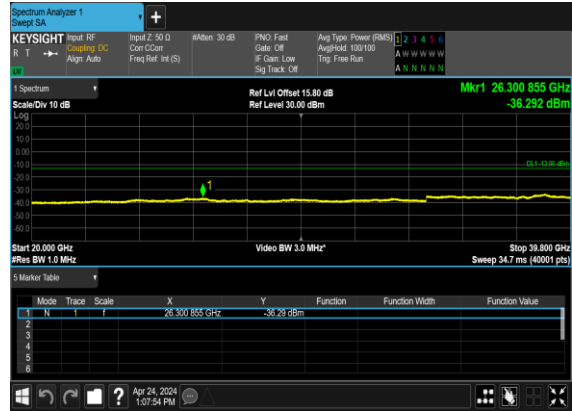 Spectrum Analyzer 1
Swept SA
+
KEYSIGHT Input: RF Input Z: 50 Ω #Atten: 30 dB PNO: Fast Avg Type: Power (RMS) 1 2 3 4 5 6
R T Coupling: DC Corr CCorr Gate: Off Avg|Hold: 100/100 A W W W W W
Align: Auto Freq Ref: Int (S) IF Gain: Low Trig: Free Run
Sig Track: Off A N N N N N
1 Spectrum Ref Lvl Offset 15.80 dB Mkr1 26.300 855 GHz
Scale/Div 10 dB Ref Level 30.00 dBm -36.292 dBm
Log
20.0
10.0
0.00
-10.0 DL1 -13.00 dBm
-20.0
-30.0 1
-40.0
-50.0
-60.0
Start 20.000 GHz Video BW 3.0 MHz* Stop 39.800 GHz
#Res BW 1.0 MHz Sweep 34.7 ms (40001 pts)
5 Marker Table
Mode Trace Scale X Y Function Function Width Function Value
1 N 1 f 26.300 855 GHz -36.29 dBm
2
3
4
5
6
? Apr 24, 2024
1:07:54 PM